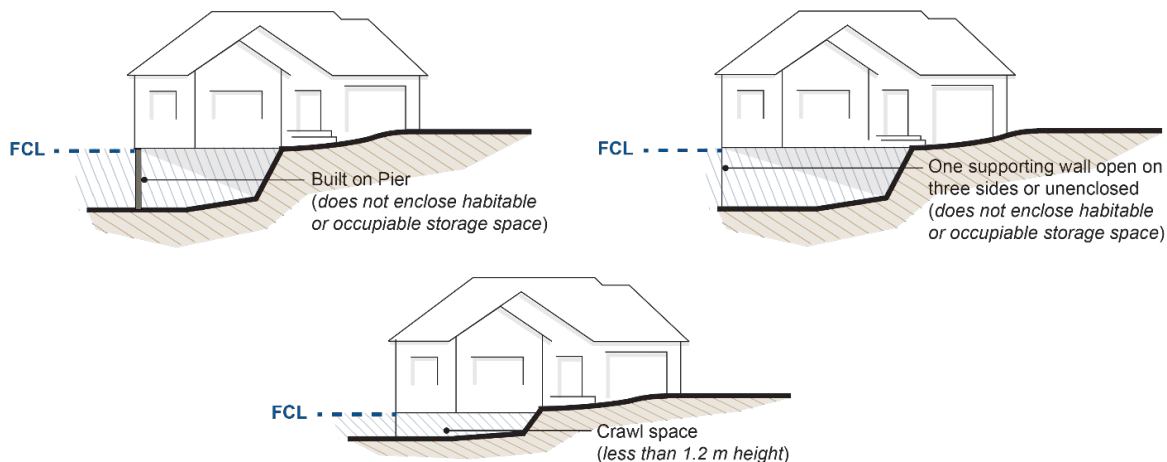 FCL
Built on Pier
(does not enclose habitable
or occupiable storage space)
FCL
One supporting wall open on
three sides or unenclosed
(does not enclose habitable
or occupiable storage space)
FCL
Crawl space
(less than 1.2 m height)